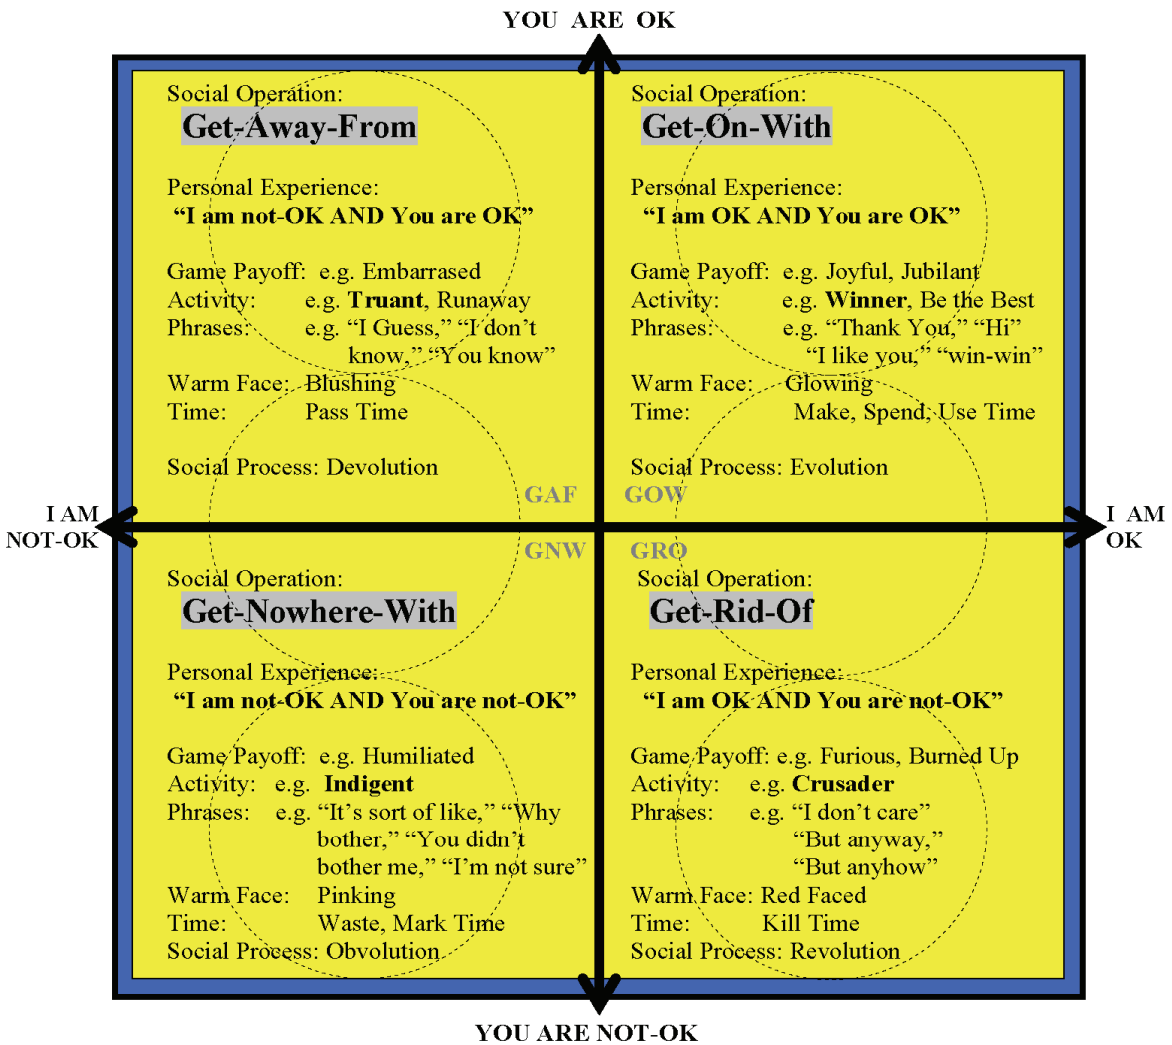 YOU ARE OK
Social Operation:
Get-Away-From
Personal Experience:
“I am not-OK AND You are OK”
Game Payoff: e.g. Embarrased
Activity: e.g. Truant, Runaway
Phrases: e.g. “I Guess,” “I don’t
know,” “You know”
Warm Face: Blushing
Time: Pass Time
Social Process: Devolution
GAF
Social Operation:
Get-On-With
Personal Experience:
“I am OK AND You are OK”
Game Payoff: e.g. Joyful, Jubilant
Activity: e.g. Winner, Be the Best
Phrases: e.g. “Thank You,” “Hi”
“I like you,” “win-win”
Warm Face: Glowing
Time: Make, Spend, Use Time
Social Process: Evolution
GOW
I AM
NOT-OK
I AM
OK
GNW
Social Operation:
Get-Nowhere-With
Personal Experience:
“I am not-OK AND You are not-OK”
Game Payoff: e.g. Humiliated
Activity: e.g. Indigent
Phrases: e.g. “It’s sort of like,” “Why
bother,” “You didn’t
bother me,” “I’m not sure”
Warm Face: Pinking
Time: Waste, Mark Time
Social Process: Obvolution
GRO
Social Operation:
Get-Rid-Of
Personal Experience:
“I am OK AND You are not-OK”
Game Payoff: e.g. Furious, Burned Up
Activity: e.g. Crusader
Phrases: e.g. “I don’t care”
“But anyway,”
“But anyhow”
Warm Face: Red Faced
Time: Kill Time
Social Process: Revolution
YOU ARE NOT-OK